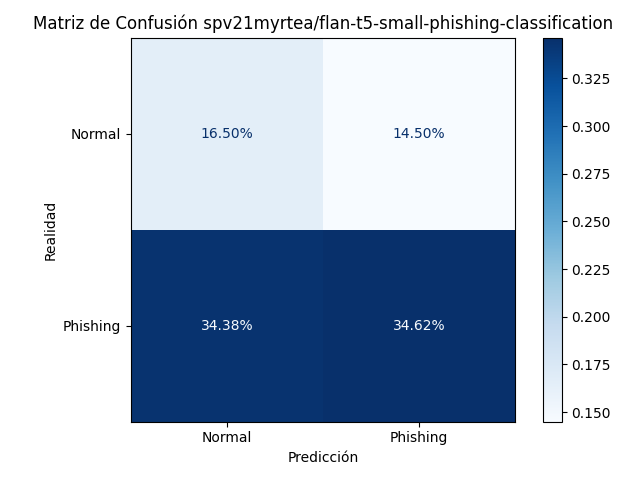 Matriz de Confusión spv21myrtea/flan-t5-small-phishing-classification
Normal
16.50%
14.50%
Phishing
34.38%
34.62%
Realidad
Normal
Phishing
Predicción
0.325
0.300
0.275
0.250
0.225
0.200
0.175
0.150